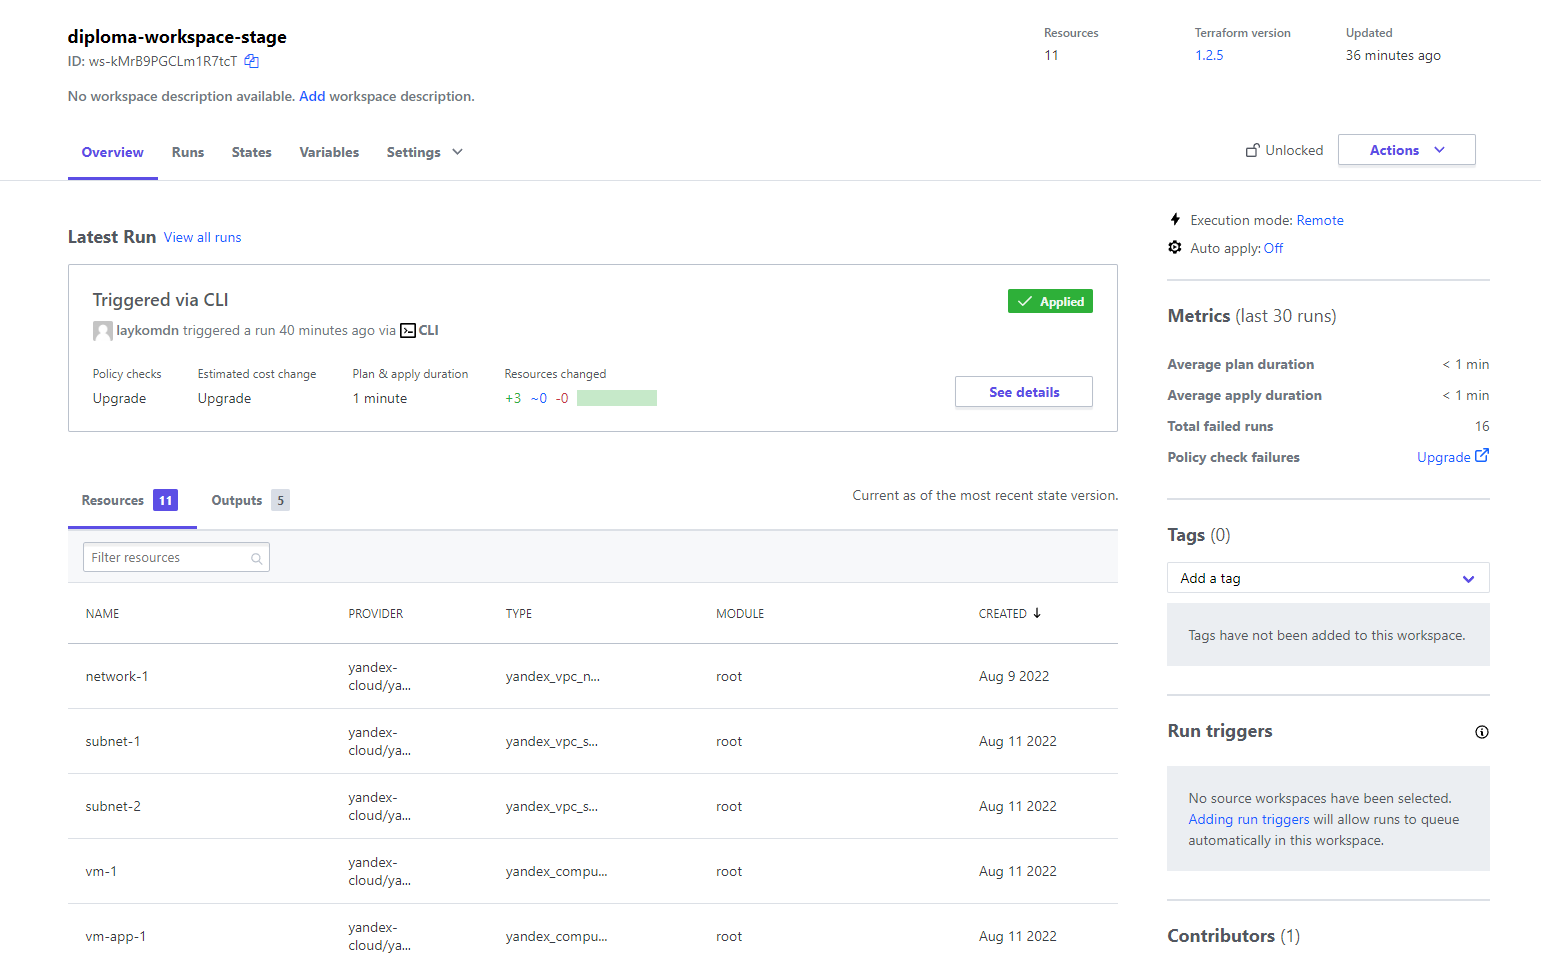 diploma-workspace-stage
ID: ws-kMrB9PGCLm1R7tcT
No workspace description available. Add workspace description.
Resources
11
Terraform version
1.2.5
Updated
36 minutes ago
Overview Runs States Variables Settings
Unlocked Actions
Latest Run View all runs
Triggered via CLI
Applied
laykomdn triggered a run 40 minutes ago via CLI
Policy checks
Upgrade
Estimated cost change
Upgrade
Plan & apply duration
1 minute
Resources changed
+3 ~0 -0
See details
Resources 11 Outputs 5
Current as of the most recent state version.
Filter resources
NAME PROVIDER TYPE MODULE CREATED
network-1 yandex-
cloud/ya... yandex_vpc_n... root Aug 9 2022
subnet-1 yandex-
cloud/ya... yandex_vpc_s... root Aug 11 2022
subnet-2 yandex-
cloud/ya... yandex_vpc_s... root Aug 11 2022
vm-1 yandex-
cloud/ya... yandex_compu... root Aug 11 2022
vm-app-1 yandex-
cloud/ya... yandex_compu... root Aug 11 2022
Execution mode: Remote
Auto apply: Off
Metrics (last 30 runs)
Average plan duration < 1 min
Average apply duration < 1 min
Total failed runs 16
Policy check failures Upgrade
Tags (0)
Add a tag
Tags have not been added to this workspace.
Run triggers
No source workspaces have been selected.
Adding run triggers will allow runs to queue
automatically in this workspace.
Contributors (1)